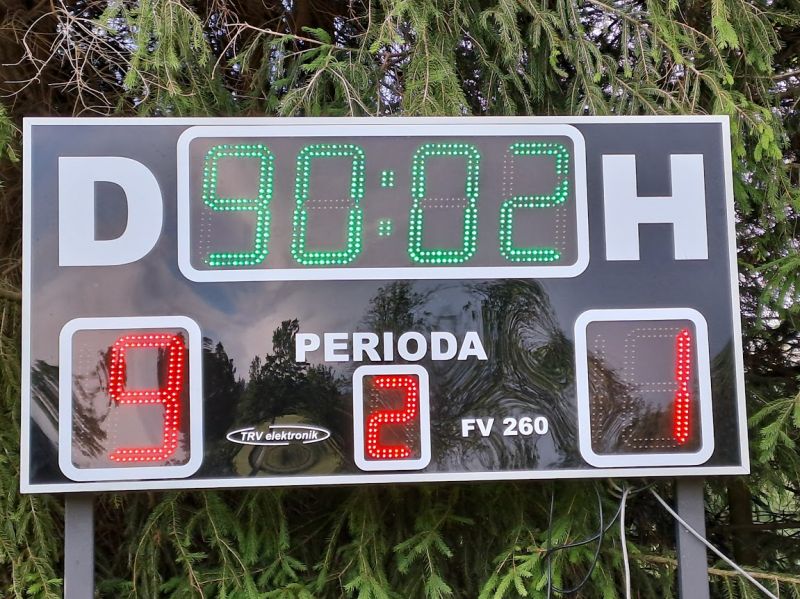 D 90:02 H
PERIODA
9 2 1
TRV elektronik FV 260